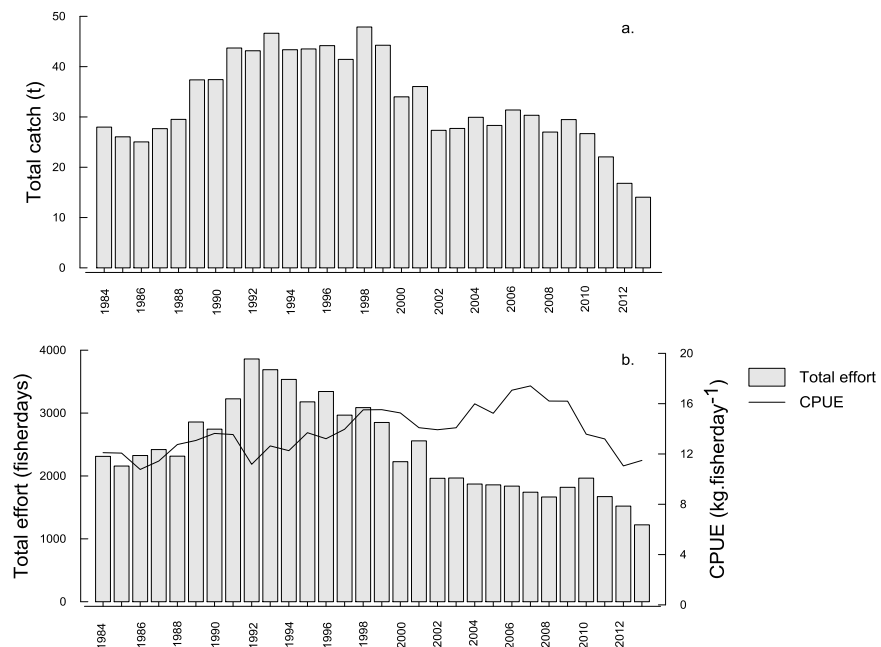 a.
Total catch (t)
50
40
30
20
10
0
1984 1986 1988 1990 1992 1994 1996 1998 2000 2002 2004 2006 2008 2010 2012
b.
Total effort (fisherdays)
4000
3000
2000
1000
0
20
16
12
8
4
0
CPUE (kg.fisherday-1)
1984 1986 1988 1990 1992 1994 1996 1998 2000 2002 2004 2006 2008 2010 2012
Total effort
CPUE